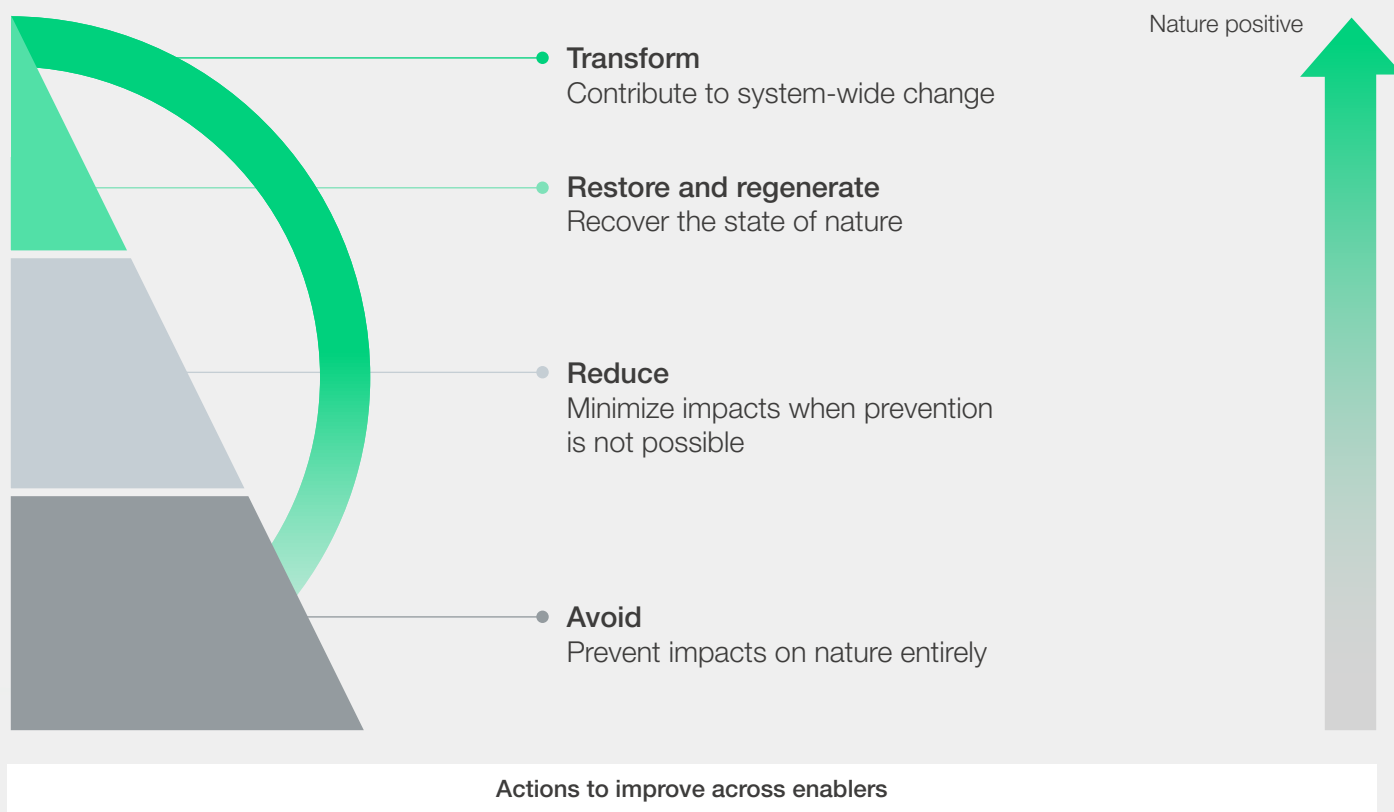 Nature positive
Transform
Contribute to system-wide change
Restore and regenerate
Recover the state of nature
Reduce
Minimize impacts when prevention
is not possible
Avoid
Prevent impacts on nature entirely
Actions to improve across enablers